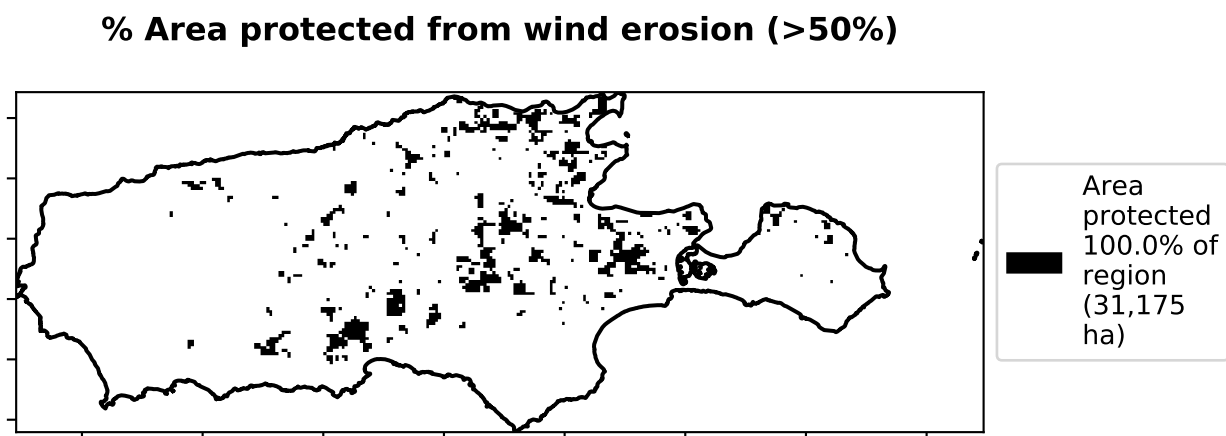 % Area protected from wind erosion (>50%)
Area
protected
100.0% of
region
(31,175
ha)